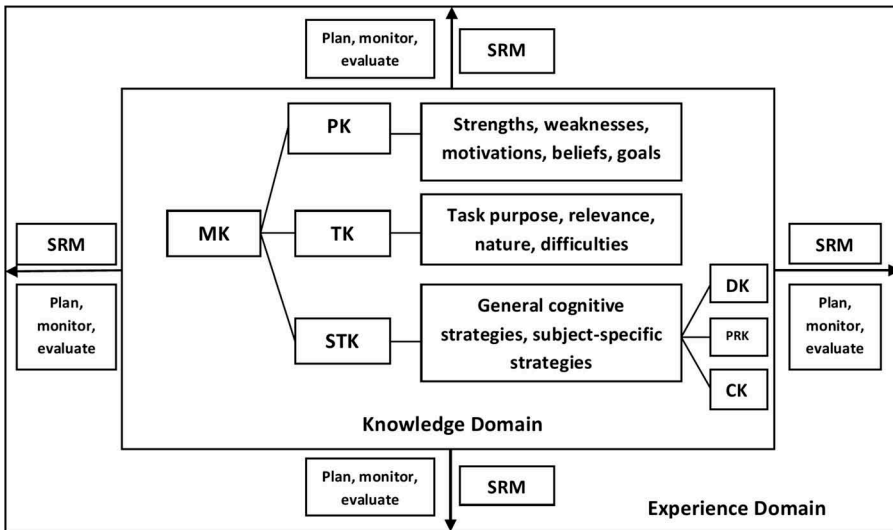 Plan, monitor,
evaluate
SRM
PK
Strengths, weaknesses,
motivations, beliefs, goals
SRM
Plan,
monitor,
evaluate
MK
TK
Task purpose, relevance,
nature, difficulties
SRM
Plan,
monitor,
evaluate
STK
General cognitive
strategies, subject-specific
strategies
DK
PRK
CK
Knowledge Domain
Plan, monitor,
evaluate
SRM
Experience Domain